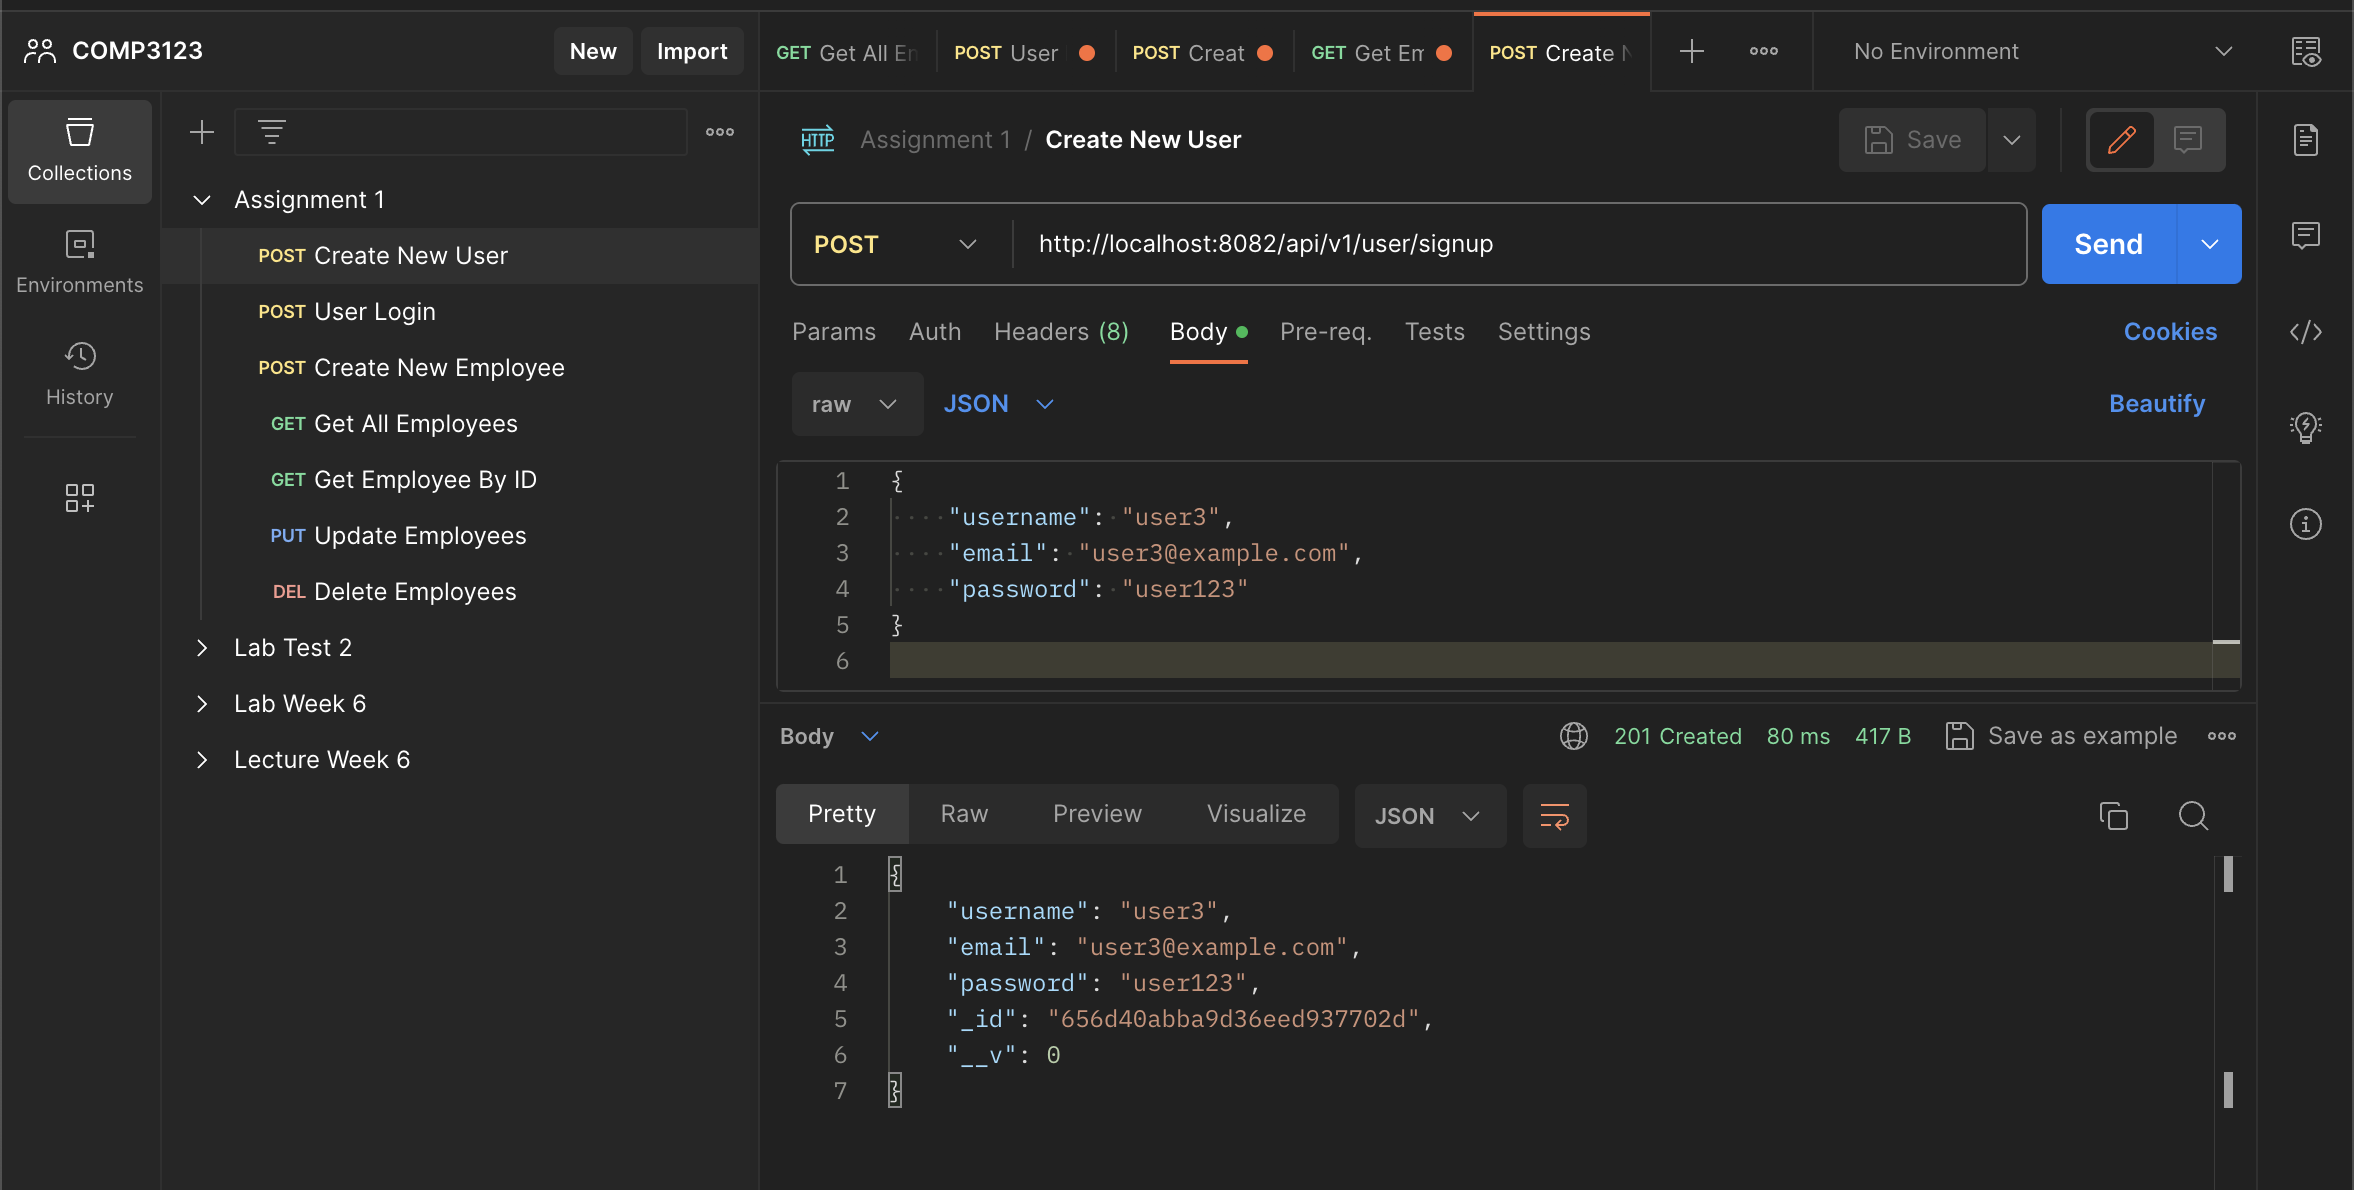 COMP3123
New
Import
GET Get All En
POST User
POST Creat
GET Get Em
POST Create N
No Environment
Collections
Environments
History
Assignment 1
POST Create New User
POST User Login
POST Create New Employee
GET Get All Employees
GET Get Employee By ID
PUT Update Employees
DEL Delete Employees
Lab Test 2
Lab Week 6
Lecture Week 6
HTTP Assignment 1 / Create New User
Save
POST http://localhost:8082/api/v1/user/signup
Send
Params Auth Headers (8) Body Pre-req. Tests Settings
Cookies
raw JSON
Beautify
1 {
2 "username": "user3",
3 "email": "user3@example.com",
4 "password": "user123"
5 }
6
Body
201 Created 80 ms 417 B Save as example
Pretty Raw Preview Visualize JSON
1 {
2 "username": "user3",
3 "email": "user3@example.com",
4 "password": "user123",
5 "_id": "656d40abba9d36eed937702d",
6 "__v": 0
7 }